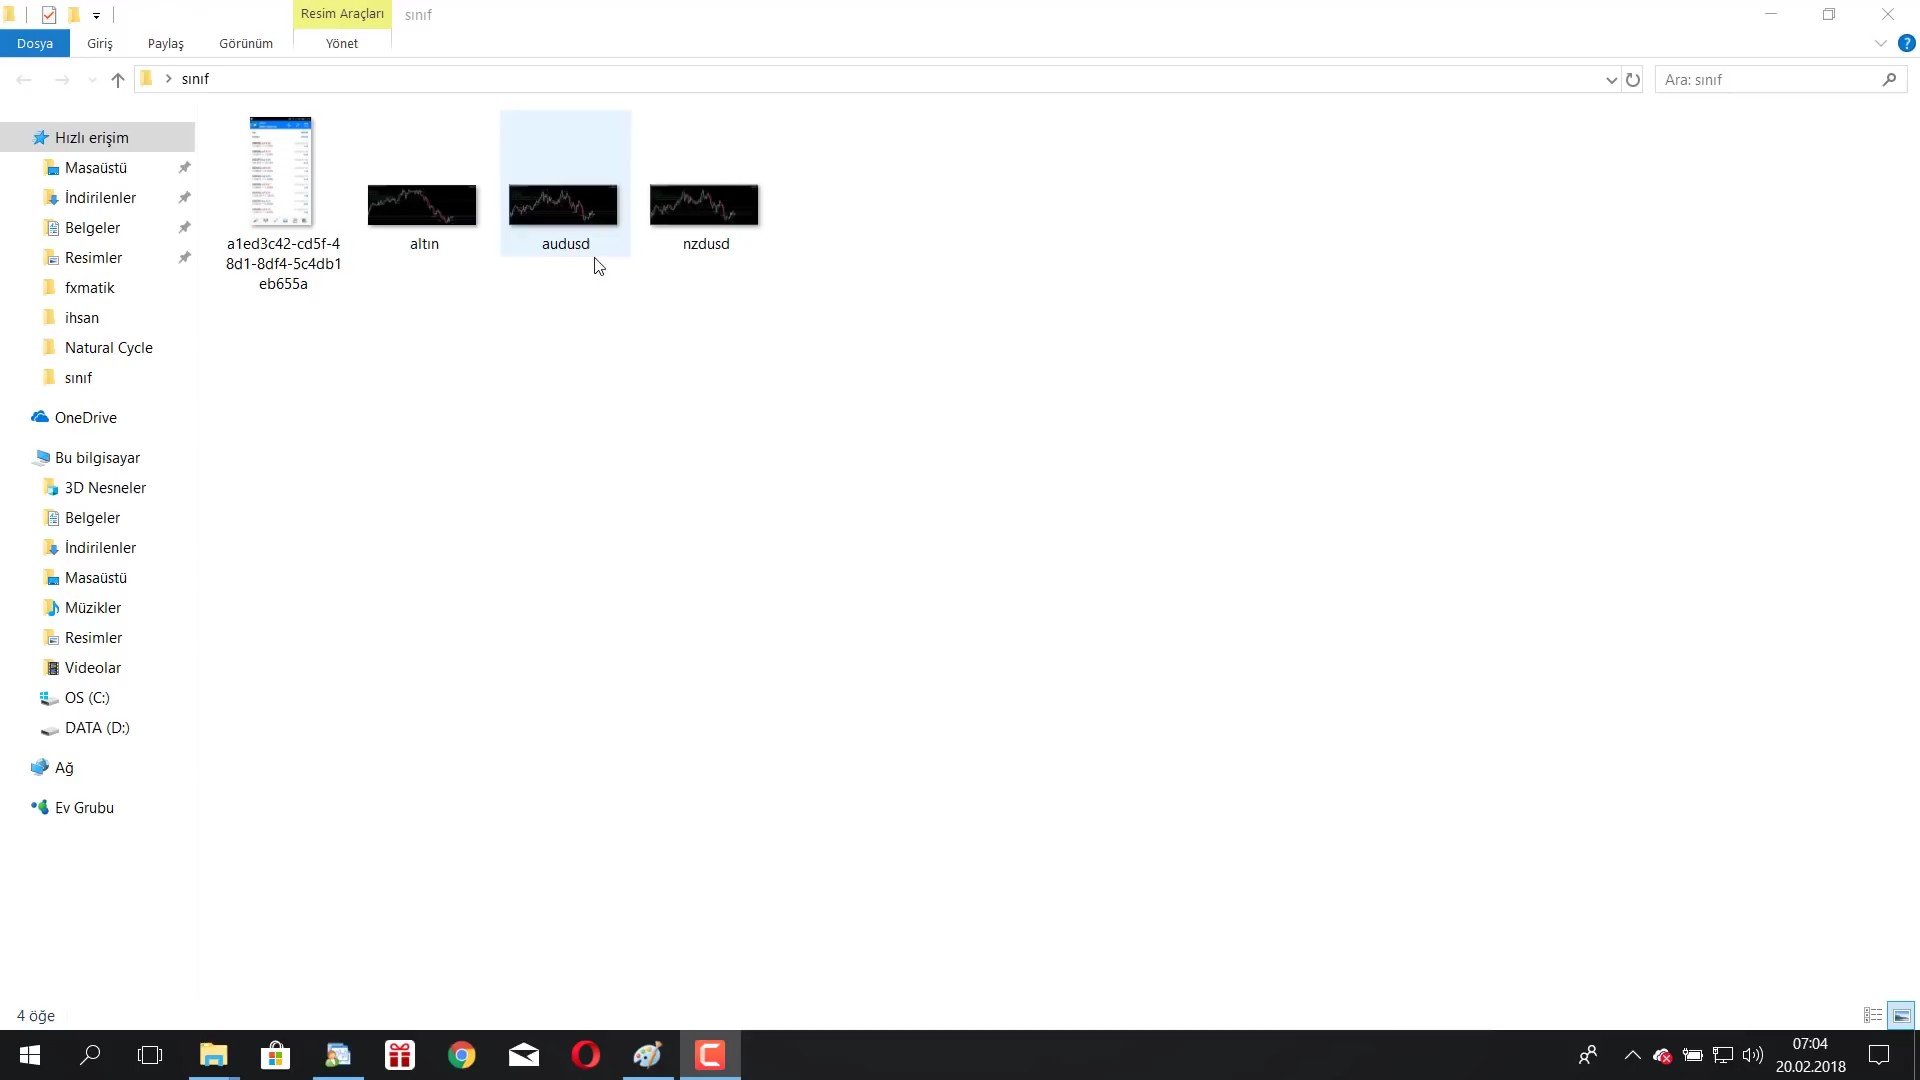 Resim Araçları
sınıf
Dosya
Giriş
Paylaş
Görünüm
Yönet
sınıf
Ara: sınıf
Hızlı erişim
Masaüstü
İndirilenler
Belgeler
Resimler
fxmatik
ihsan
Natural Cycle
sınıf
OneDrive
Bu bilgisayar
3D Nesneler
Belgeler
İndirilenler
Masaüstü
Müzikler
Resimler
Videolar
OS (C:)
DATA (D:)
Ağ
Ev Grubu
a1ed3c42-cd5f-4
8d1-8df4-5c4db1
eb655a
altın
audusd
nzdusd
4 öğe
07:04
20.02.2018